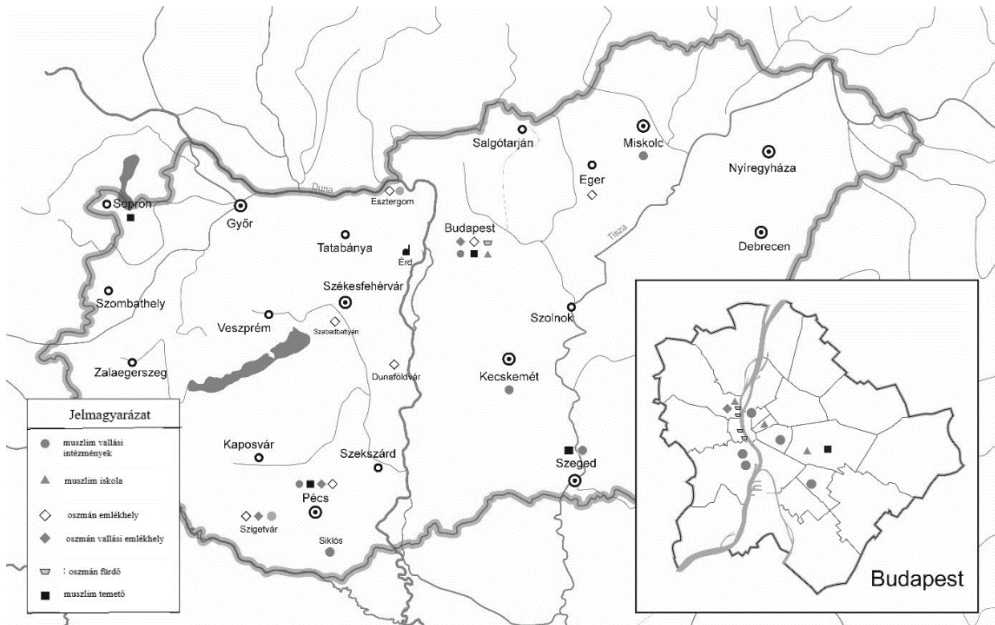 Salgótarján
Miskolc
Eger
Nyíregyháza
Duna
Esztergom
Sopron
Győr
Budapest
Tisza
Debrecen
Tatabánya
Érd
Székesfehérvár
Szombathely
Veszprém
Szabadbattyán
Szolnok
Zalaegerszeg
Dunaföldvár
Kecskemét
Jelmagyarázat
muszlim vallási
intézmények
muszlim iskola
oszmán emlékhely
oszmán vallási emlékhely
oszmán fürdő
muszlim temető
Kaposvár
Szekszárd
Szeged
Pécs
Szigetvár
Siklós
Budapest